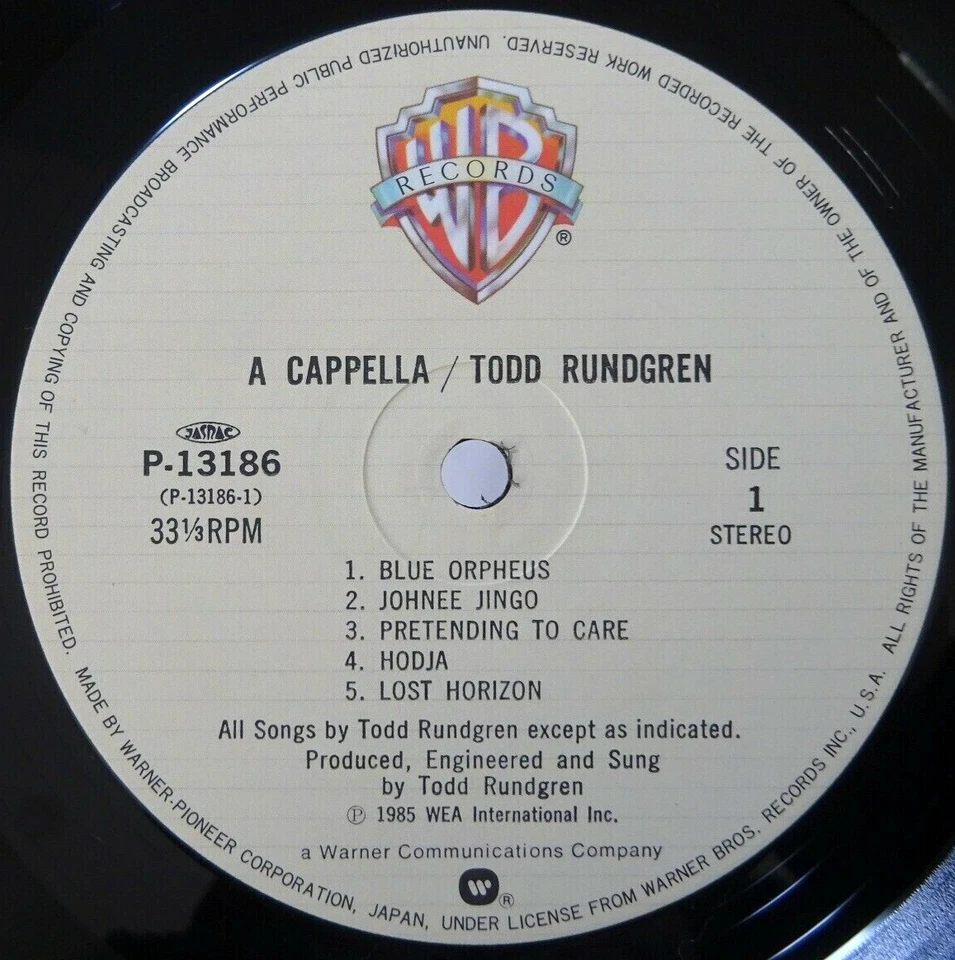 WB
RECORDS
®
A CAPPELLA / TODD RUNDGREN
JASRAC
P-13186
(P-13186-1)
33⅓RPM
SIDE
1
STEREO
1. BLUE ORPHEUS
2. JOHNEE JINGO
3. PRETENDING TO CARE
4. HODJA
5. LOST HORIZON
All Songs by Todd Rundgren except as indicated.
Produced, Engineered and Sung
by Todd Rundgren
℗ 1985 WEA International Inc.
a Warner Communications Company
®
MADE BY WARNER-PIONEER CORPORATION, JAPAN, UNDER LICENSE FROM WARNER BROS. RECORDS INC., U.S.A. ALL RIGHTS OF THE MANUFACTURER AND OF THE OWNER OF THE RECORDED WORK RESERVED. UNAUTHORIZED PUBLIC PERFORMANCE BROADCASTING AND COPYING OF THIS RECORD PROHIBITED.